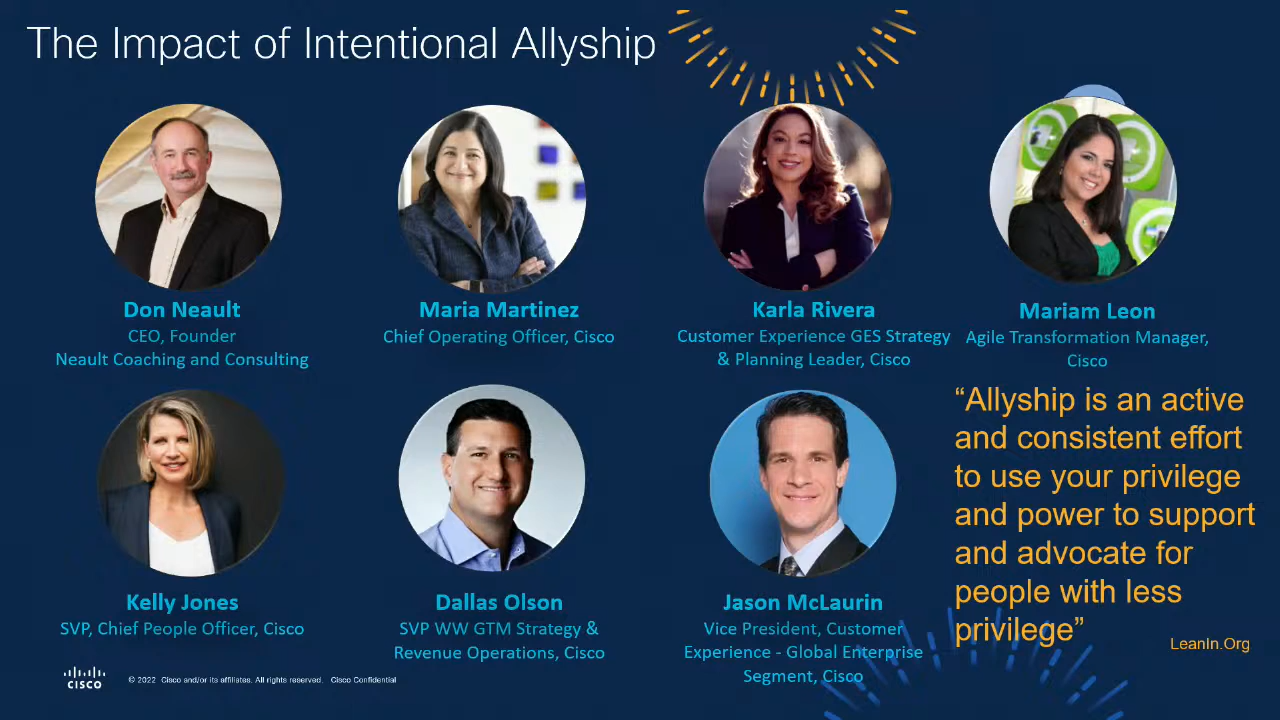 The Impact of Intentional Allyship
Don Neault
CEO, Founder
Neault Coaching and Consulting
Maria Martinez
Chief Operating Officer, Cisco
Karla Rivera
Customer Experience GES Strategy
& Planning Leader, Cisco
Mariam Leon
Agile Transformation Manager,
Cisco
Kelly Jones
SVP, Chief People Officer, Cisco
Dallas Olson
SVP WW GTM Strategy &
Revenue Operations, Cisco
Jason McLaurin
Vice President, Customer
Experience - Global Enterprise
Segment, Cisco
“Allyship is an active
and consistent effort
to use your privilege
and power to support
and advocate for
people with less
privilege”
LeanIn.Org
CISCO
© 2022 Cisco and/or its affiliates. All rights reserved. Cisco Confidential